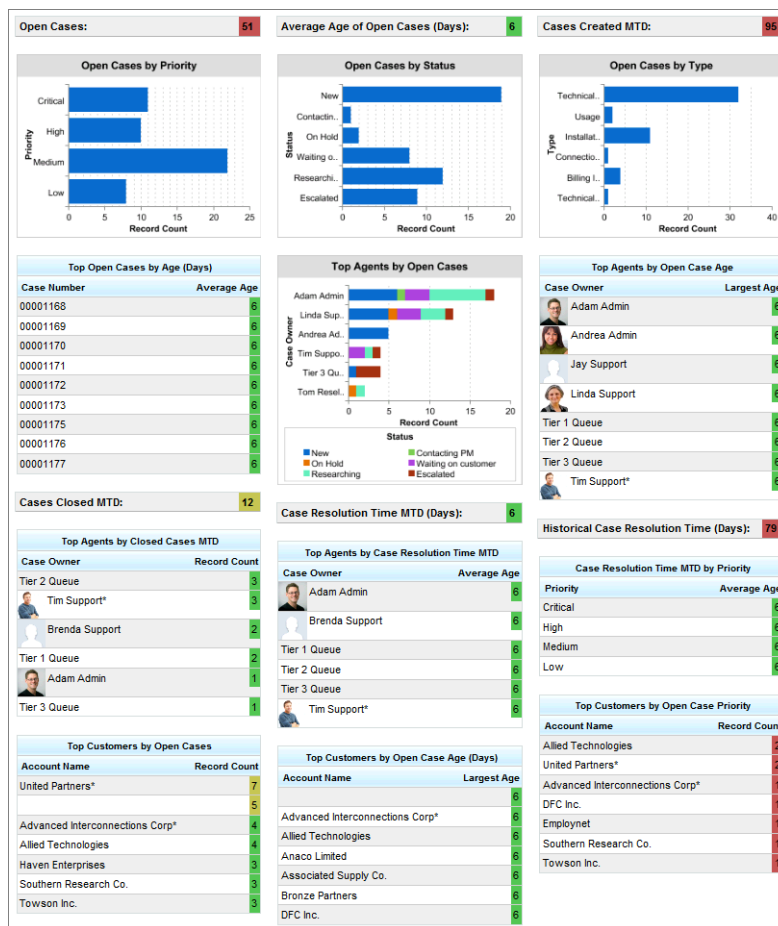 Open Cases: 51
Open Cases by Priority
Critical
High
Medium
Low
Priority
0 5 10 15 20 25
Record Count
Top Open Cases by Age (Days)
Case Number Average Age
00001168 6
00001169 6
00001170 6
00001171 6
00001172 6
00001173 6
00001175 6
00001176 6
00001177 6
Cases Closed MTD: 12
Top Agents by Closed Cases MTD
Case Owner Record Count
Tier 2 Queue 3
Tim Support* 3
Brenda Support 2
Tier 1 Queue 2
Adam Admin 1
Tier 3 Queue 1
Top Customers by Open Cases
Account Name Record Count
United Partners* 7
5
Advanced Interconnections Corp* 4
Allied Technologies 4
Haven Enterprises 3
Southern Research Co. 3
Towson Inc. 3
Average Age of Open Cases (Days): 6
Open Cases by Status
New
Contactin..
On Hold
Waiting o..
Researchi..
Escalated
Status
0 5 10 15 20
Record Count
Top Agents by Open Cases
Adam Admin
Linda Sup..
Andrea Ad..
Tim Suppo..
Tier 3 Qu..
Tom Resel..
Case Owner
0 5 10 15 20
Record Count
Status
New Contacting PM
On Hold Waiting on customer
Researching Escalated
Case Resolution Time MTD (Days): 6
Top Agents by Case Resolution Time MTD
Case Owner Average Age
Adam Admin 6
Brenda Support 6
Tier 1 Queue 6
Tier 2 Queue 6
Tier 3 Queue 6
Tim Support* 6
Top Customers by Open Case Age (Days)
Account Name Largest Age
6
Advanced Interconnections Corp* 6
Allied Technologies 6
Anaco Limited 6
Associated Supply Co. 6
Bronze Partners 6
DFC Inc. 6
Cases Created MTD: 95
Open Cases by Type
Technical..
Usage
Installat..
Connectio..
Billing I..
Technical..
Type
0 10 20 30 40
Record Count
Top Agents by Open Case Age
Case Owner Largest Age
Adam Admin 6
Andrea Admin 6
Jay Support 6
Linda Support 6
Tier 1 Queue 6
Tier 2 Queue 6
Tier 3 Queue 6
Tim Support* 6
Historical Case Resolution Time (Days): 79
Case Resolution Time MTD by Priority
Priority Average Age
Critical 6
High 6
Medium 6
Low 6
Top Customers by Open Case Priority
Account Name Record Coun
Allied Technologies 2
United Partners* 2
Advanced Interconnections Corp* 1
DFC Inc. 1
Employnet 1
Southern Research Co. 1
Towson Inc. 1